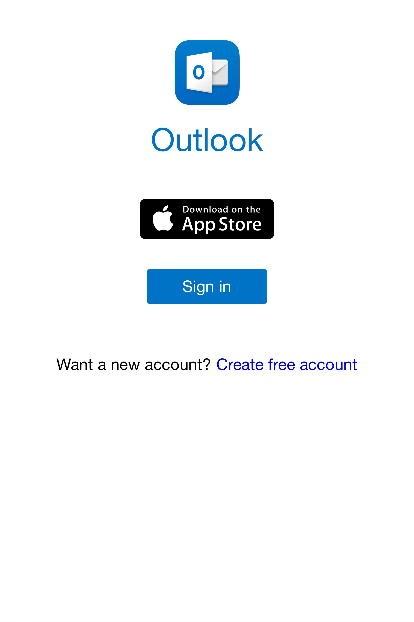 O
Outlook
Download on the
App Store
Sign in
Want a new account? Create free account